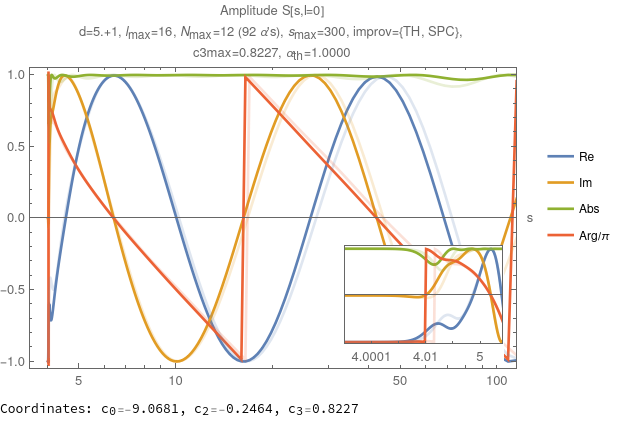 Amplitude S[s,l=0]
d=5.+1, lmax=16, Nmax=12 (92 α's), smax=300, improv={TH, SPC},
c3max=0.8227, αth=1.0000
1.0
0.5
0.0
−0.5
−1.0
5
10
50
100
s
4.0001
4.01
5
Re
Im
Abs
Arg/π
Coordinates: c0=-9.0681, c2=-0.2464, c3=0.8227